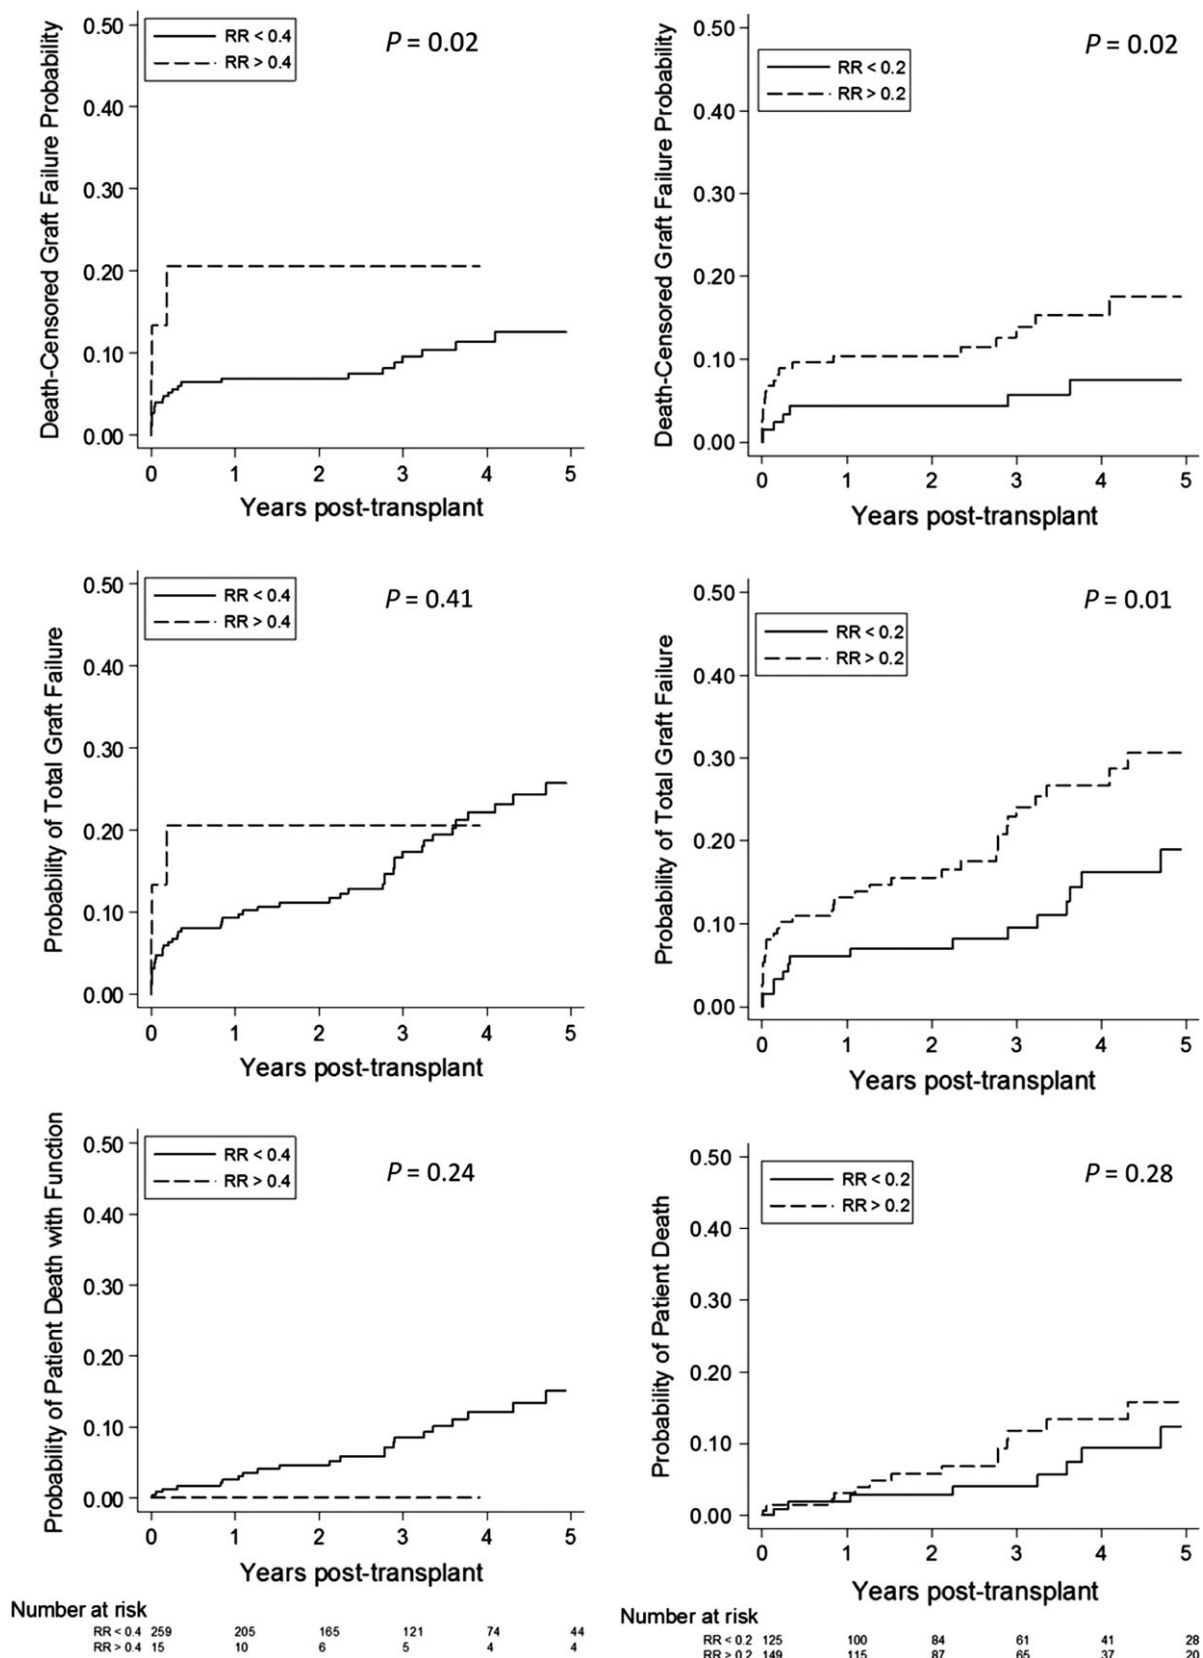 Death-Censored Graft Failure Probability
0.50
0.40
0.30
0.20
0.10
0.00
RR < 0.4
RR > 0.4
P = 0.02
0 1 2 3 4 5
Years post-transplant
Death-Censored Graft Failure Probability
0.50
0.40
0.30
0.20
0.10
0.00
RR < 0.2
RR > 0.2
P = 0.02
0 1 2 3 4 5
Years post-transplant
Probability of Total Graft Failure
0.50
0.40
0.30
0.20
0.10
0.00
RR < 0.4
RR > 0.4
P = 0.41
0 1 2 3 4 5
Years post-transplant
Probability of Total Graft Failure
0.50
0.40
0.30
0.20
0.10
0.00
RR < 0.2
RR > 0.2
P = 0.01
0 1 2 3 4 5
Years post-transplant
Probability of Patient Death with Function
0.50
0.40
0.30
0.20
0.10
0.00
RR < 0.4
RR > 0.4
P = 0.24
0 1 2 3 4 5
Years post-transplant
Number at risk
RR < 0.4 259 205 165 121 74 44
RR > 0.4 15 10 6 5 4 4
Probability of Patient Death
0.50
0.40
0.30
0.20
0.10
0.00
RR < 0.2
RR > 0.2
P = 0.28
0 1 2 3 4 5
Years post-transplant
Number at risk
RR < 0.2 125 100 84 61 41 28
RR > 0.2 149 115 87 65 37 20